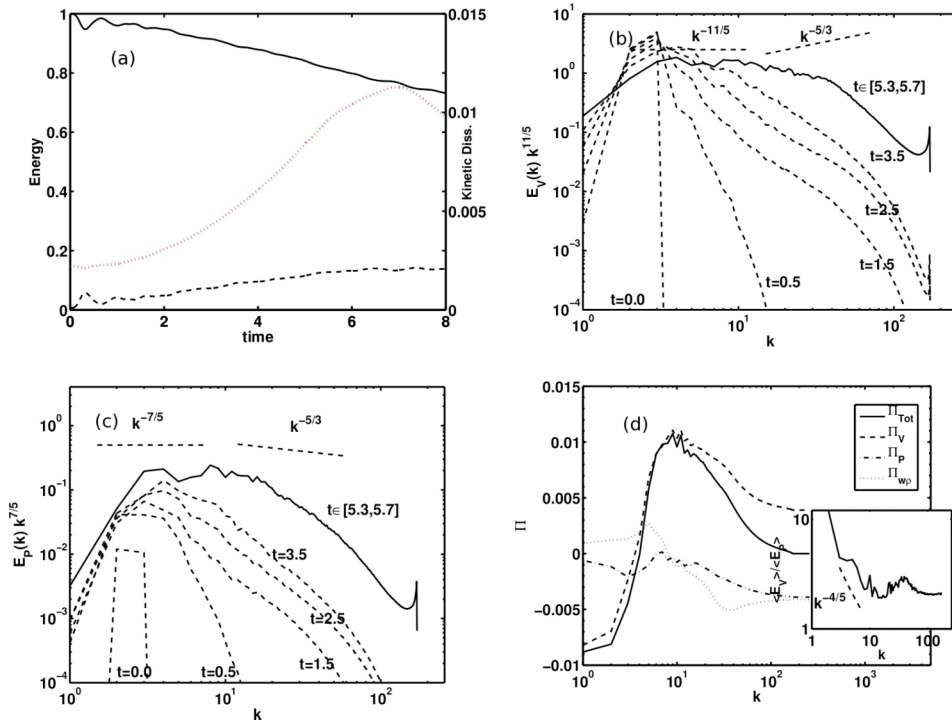 (a)
Energy
1
0.8
0.6
0.4
0.2
0
0.015
0.01
0.005
0
Kinetic Diss.
0 2 4 6 8
time
(b)
E_V(k) k^{11/5}
10^1
10^0
10^{-1}
10^{-2}
10^{-3}
10^{-4}
k^{-11/5}
k^{-5/3}
t∈[5.3,5.7]
t=3.5
t=2.5
t=1.5
t=0.5
t=0.0
10^0 10^1 10^2
k
(c)
E_P(k) k^{7/5}
10^0
10^{-1}
10^{-2}
10^{-3}
10^{-4}
k^{-7/5}
k^{-5/3}
t∈[5.3,5.7]
t=3.5
t=2.5
t=1.5
t=0.5
t=0.0
10^0 10^1 10^2
k
(d)
Π
0.015
0.01
0.005
0
−0.005
−0.01
Π_{Tot}
Π_V
Π_P
Π_{wρ}
<E_V>/<E_P>
10
1
k^{-4/5}
1 10 100
k
10^0 10^1 10^2
k